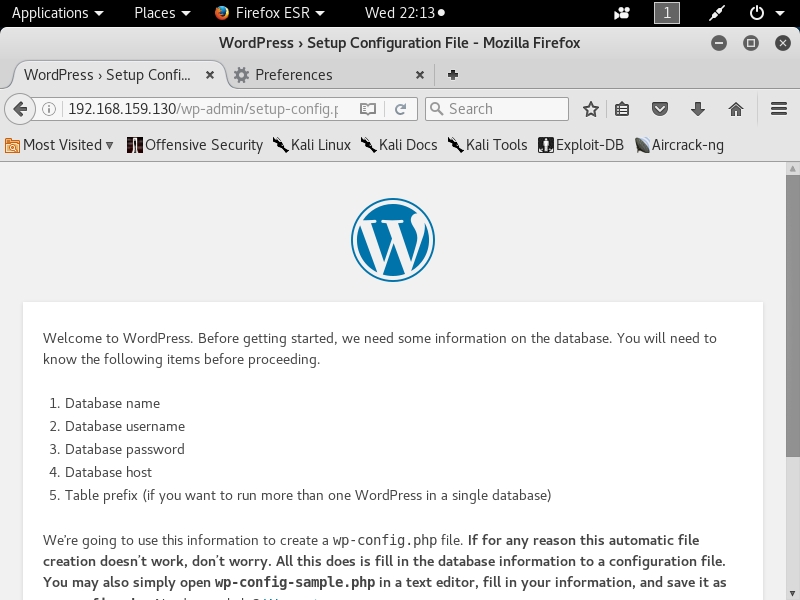 Applications Places Firefox ESR Wed 22:13 1
WordPress › Setup Configuration File - Mozilla Firefox
WordPress › Setup Confi... Preferences
192.168.159.130/wp-admin/setup-config.p Search
Most Visited Offensive Security Kali Linux Kali Docs Kali Tools Exploit-DB Aircrack-ng
Welcome to WordPress. Before getting started, we need some information on the database. You will need to
know the following items before proceeding.
1. Database name
2. Database username
3. Database password
4. Database host
5. Table prefix (if you want to run more than one WordPress in a single database)
We're going to use this information to create a wp-config.php file. If for any reason this automatic file
creation doesn't work, don't worry. All this does is fill in the database information to a configuration file.
You may also simply open wp-config-sample.php in a text editor, fill in your information, and save it as